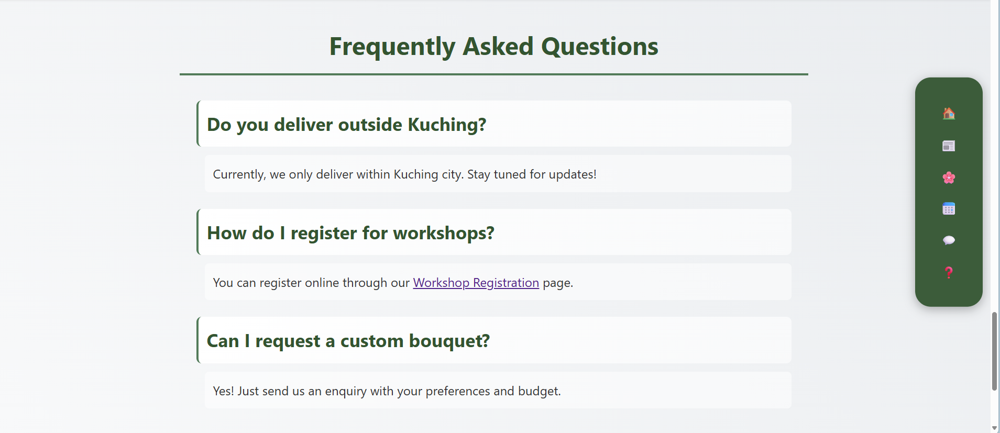 Frequently Asked Questions
Do you deliver outside Kuching?
Currently, we only deliver within Kuching city. Stay tuned for updates!
How do I register for workshops?
You can register online through our Workshop Registration page.
Can I request a custom bouquet?
Yes! Just send us an enquiry with your preferences and budget.